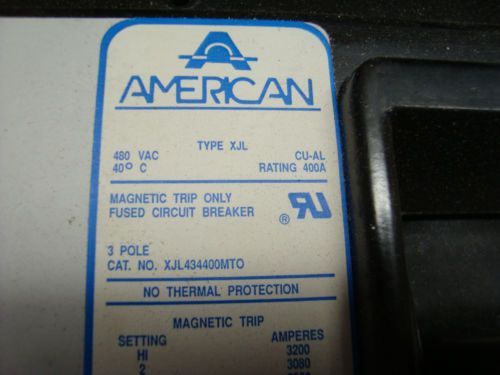 AMERICAN
TYPE XJL
480 VAC CU-AL
40° C RATING 400A
MAGNETIC TRIP ONLY
FUSED CIRCUIT BREAKER
®
3 POLE
CAT. NO. XJL434400MTO
NO THERMAL PROTECTION
MAGNETIC TRIP
SETTING AMPERES
HI 3200
2 3080